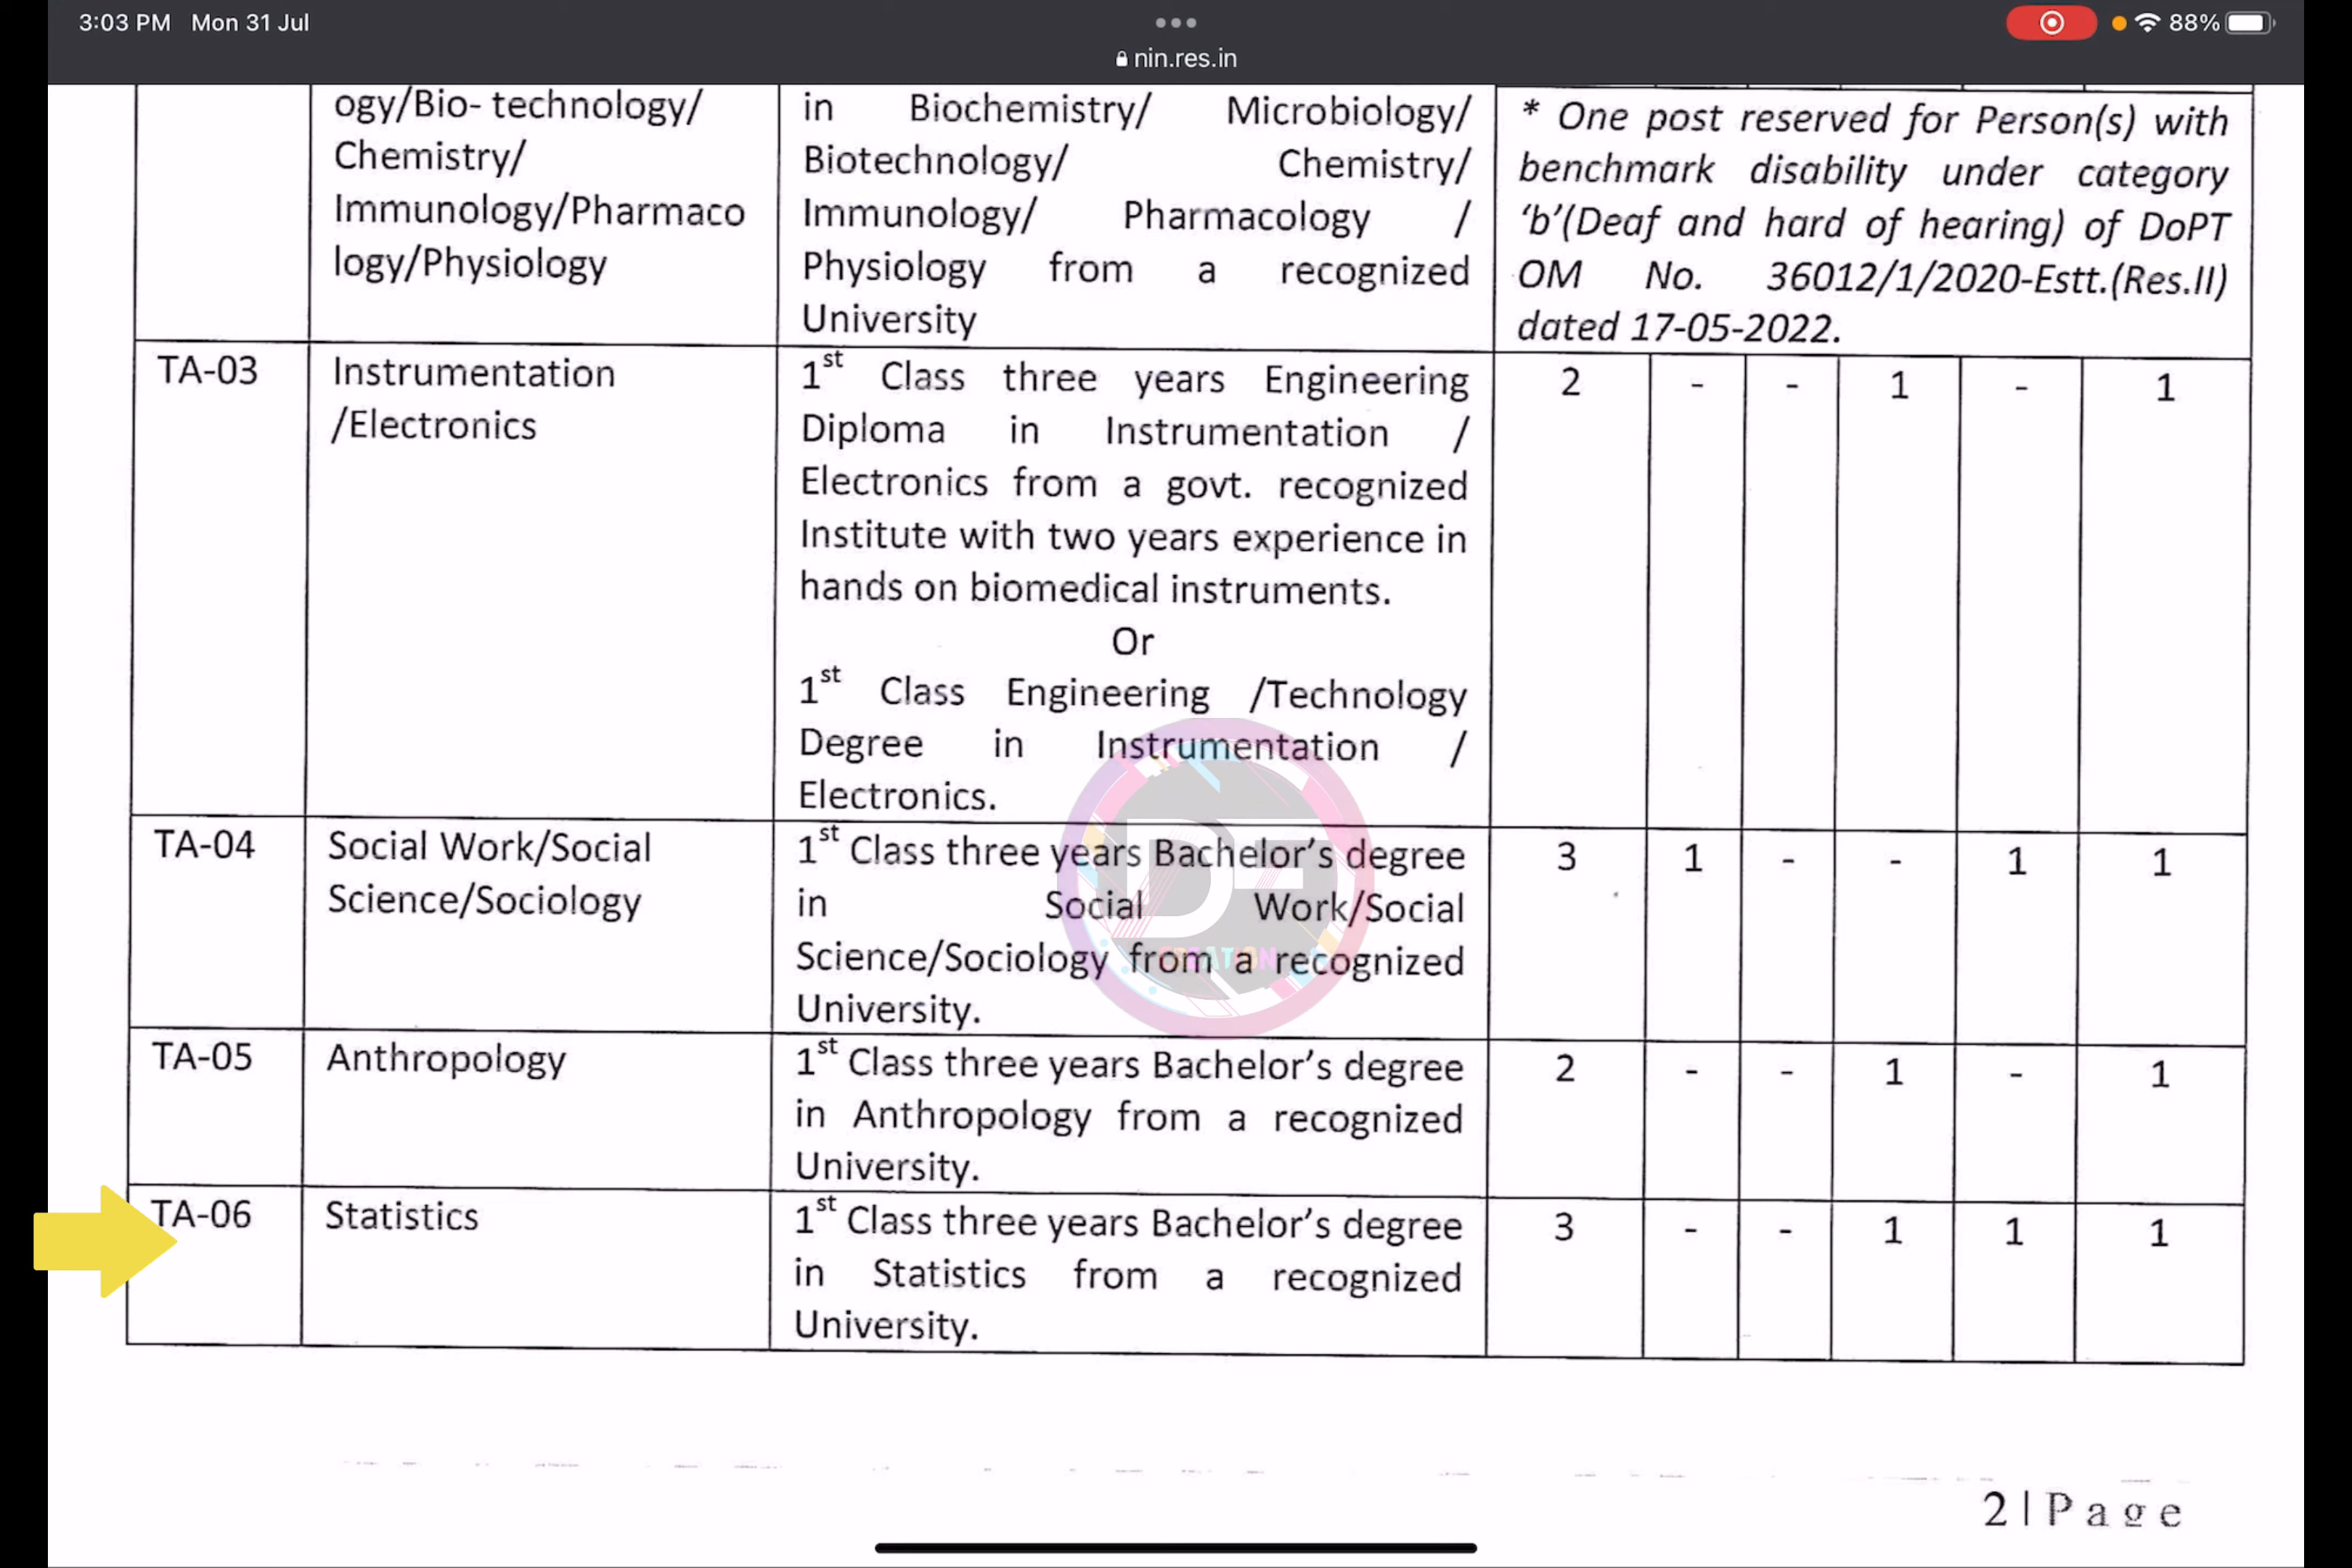 3:03 PM Mon 31 Jul
88%
nin.res.in
ogy/Bio- technology/
Chemistry/
Immunology/Pharmaco
logy/Physiology
in Biochemistry/ Microbiology/
Biotechnology/ Chemistry/
Immunology/ Pharmacology /
Physiology from a recognized
University
* One post reserved for Person(s) with
benchmark disability under category
‘b’(Deaf and hard of hearing) of DoPT
OM No. 36012/1/2020-Estt.(Res.II)
dated 17-05-2022.
TA-03
Instrumentation
/Electronics
1st Class three years Engineering
Diploma in Instrumentation /
Electronics from a govt. recognized
Institute with two years experience in
hands on biomedical instruments.
Or
1st Class Engineering /Technology
Degree in Instrumentation /
Electronics.
2 - - 1 - 1
TA-04
Social Work/Social
Science/Sociology
1st Class three years Bachelor’s degree
in Social Work/Social
Science/Sociology from a recognized
University.
3 1 - - 1 1
TA-05
Anthropology
1st Class three years Bachelor’s degree
in Anthropology from a recognized
University.
2 - - 1 - 1
TA-06
Statistics
1st Class three years Bachelor’s degree
in Statistics from a recognized
University.
3 - - 1 1 1
CREATION
2|Page